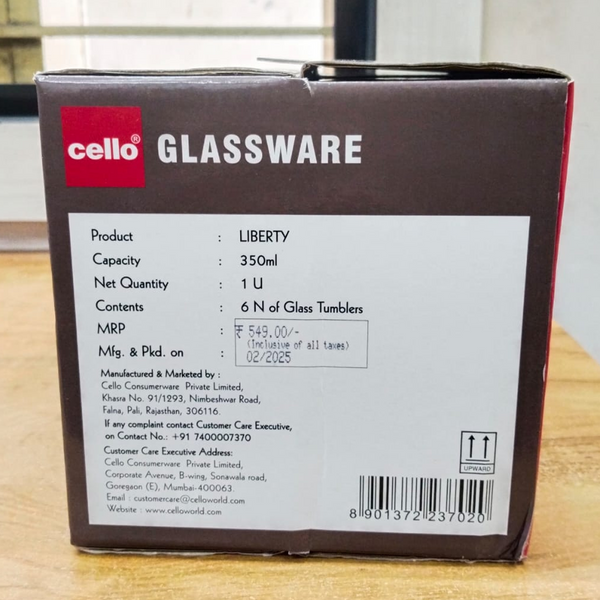 cello® GLASSWARE
Product : LIBERTY
Capacity : 350ml
Net Quantity : 1 U
Contents : 6 N of Glass Tumblers
MRP : ₹ 549.00/-
(Inclusive of all taxes)
Mfg. & Pkd. on : 02/2025
Manufactured & Marketed by :
Cello Consumerware Private Limited,
Khasra No. 91/1293, Nimbeshwar Road,
Falna, Pali, Rajasthan, 306116.
If any complaint contact Customer Care Executive,
on Contact No.: +91 7400007370
Customer Care Executive Address:
Cello Consumerware Private Limited,
Corporate Avenue, B-wing, Sonawala road,
Goregaon (E), Mumbai-400063.
Email : customercare@celloworld.com
Website : www.celloworld.com
UPWARD
8 901372 237020